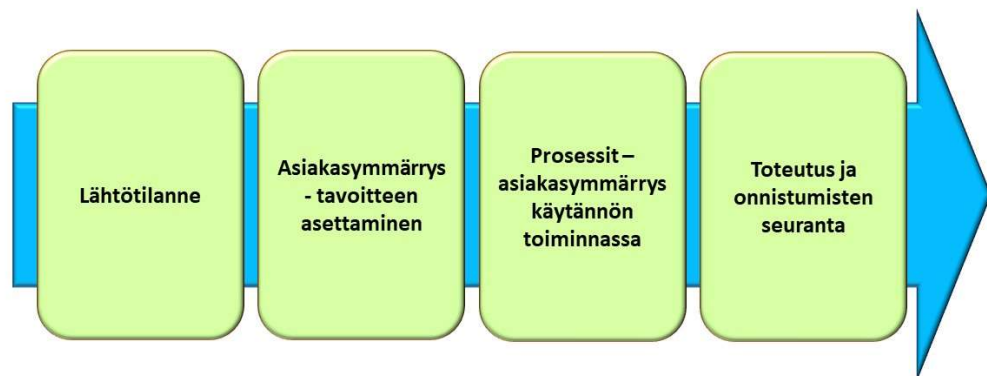 Lähtötilanne
Asiakasymmärrys
- tavoitteen
asettaminen
Prosessit –
asiakasymmärrys
käytännön
toiminnassa
Toteutus ja
onnistumisten
seuranta